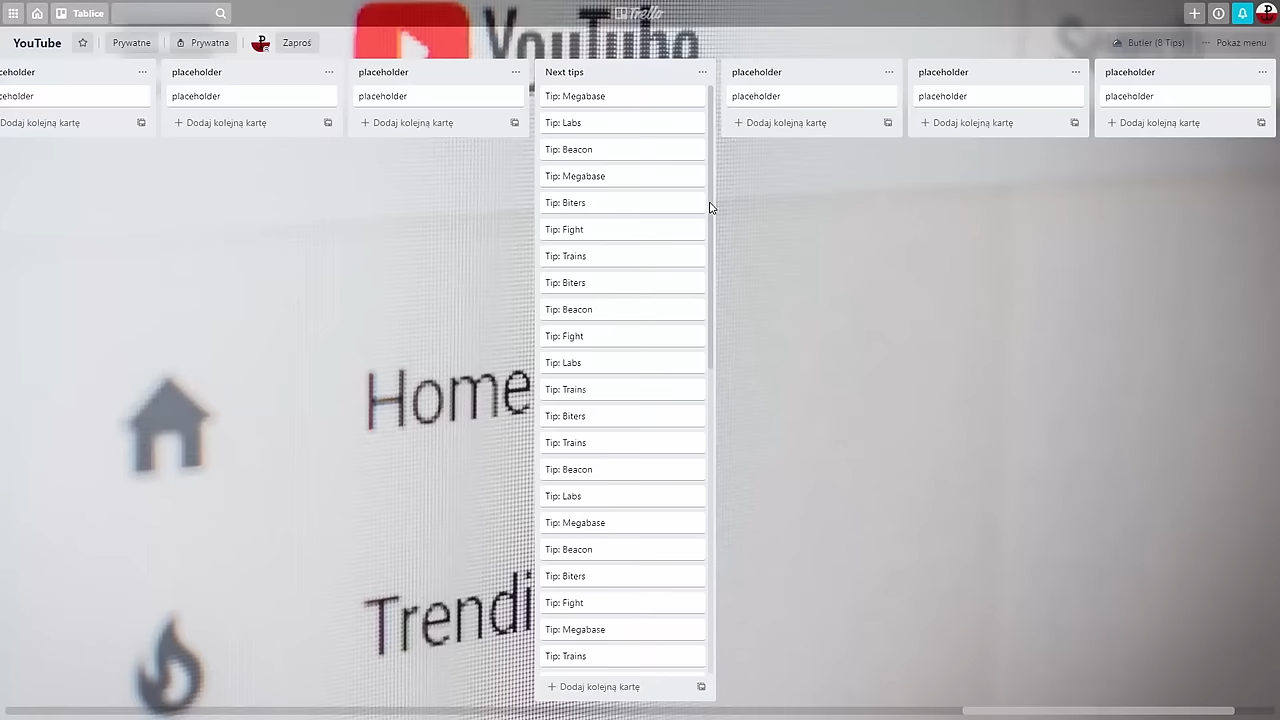 Tablice
Trello
YouTube
YouTube
Prywatne
Prywatna
Zaproś
Butler (8 Tips)
Pokaż menu
placeholder
Dodaj kolejną kartę
placeholder
placeholder
Dodaj kolejną kartę
placeholder
placeholder
Dodaj kolejną kartę
Next tips
Tip: Megabase
Tip: Labs
Tip: Beacon
Tip: Megabase
Tip: Biters
Tip: Fight
Tip: Trains
Tip: Biters
Tip: Beacon
Tip: Fight
Tip: Labs
Tip: Trains
Tip: Biters
Tip: Trains
Tip: Beacon
Tip: Labs
Tip: Megabase
Tip: Beacon
Tip: Biters
Tip: Fight
Tip: Megabase
Tip: Trains
Dodaj kolejną kartę
placeholder
placeholder
Dodaj kolejną kartę
placeholder
placeholder
Dodaj kolejną kartę
placeholder
placeholder
Dodaj kolejną kartę
Home
Trendi